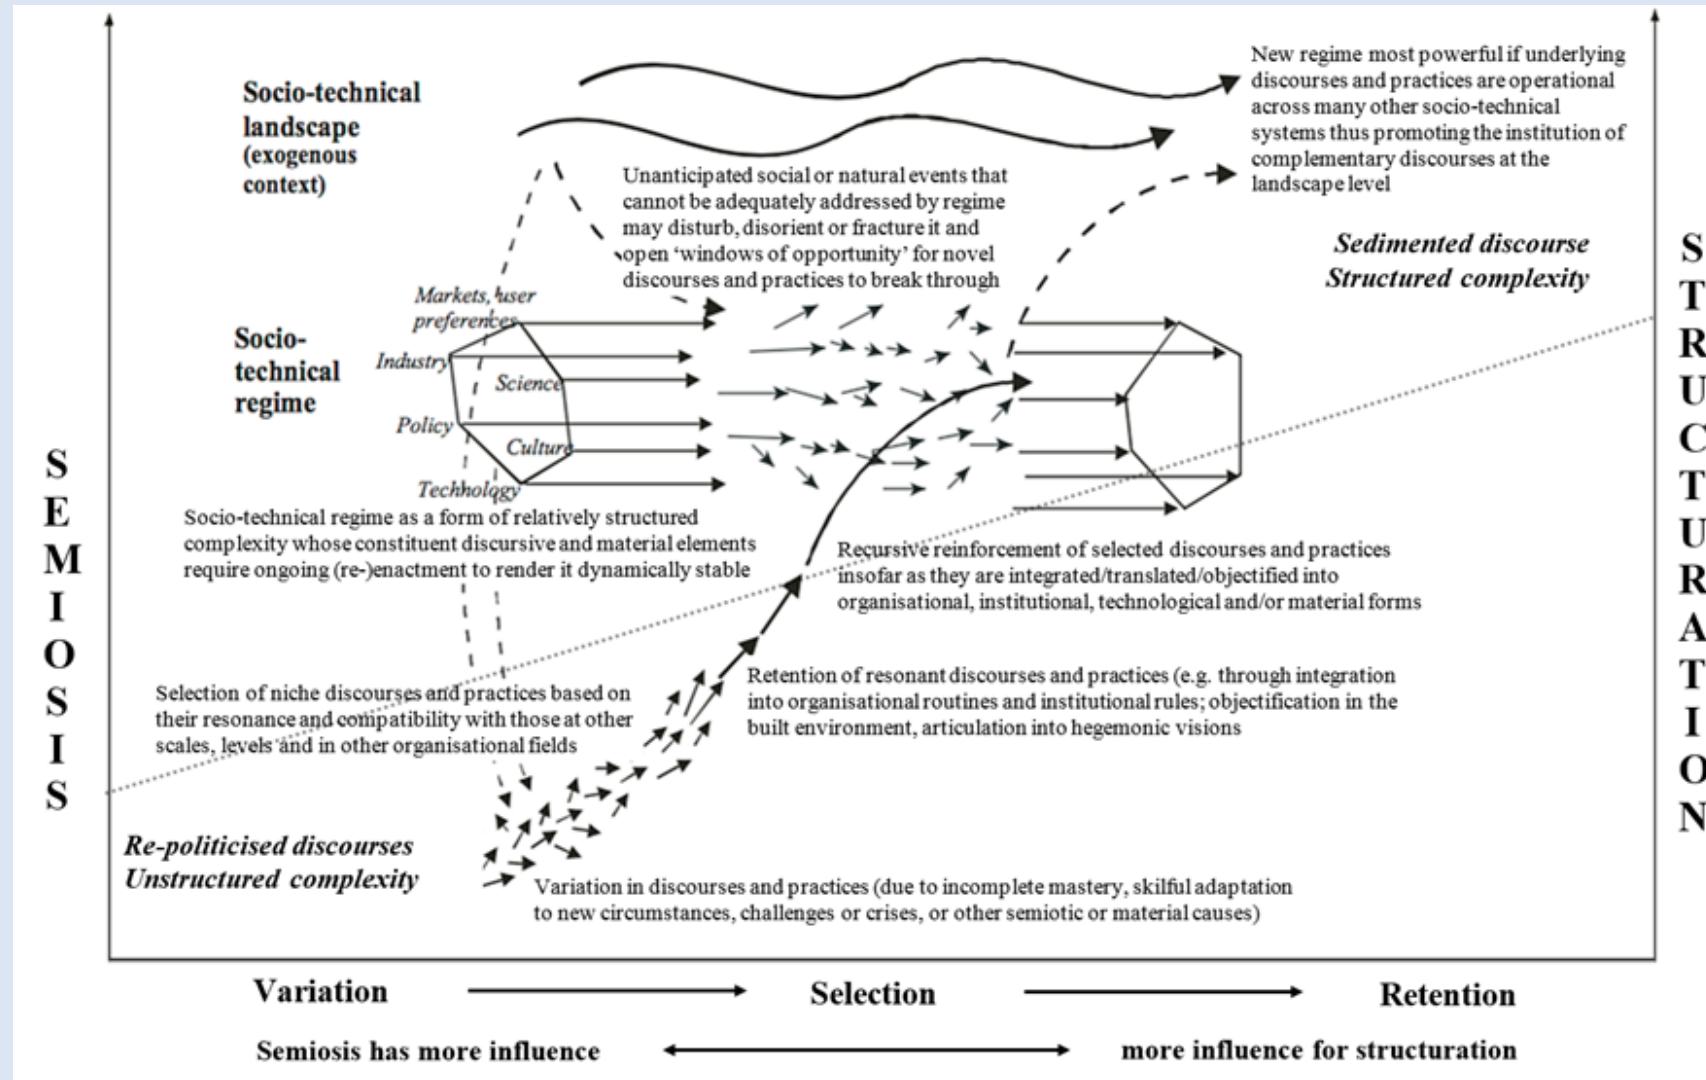 Socio-technical
landscape
(exogenous
context)
New regime most powerful if underlying
discourses and practices are operational
across many other socio-technical
systems thus promoting the institution of
complementary discourses at the
landscape level
Unanticipated social or natural events that
cannot be adequately addressed by regime
may disturb, disorient or fracture it and
open ‘windows of opportunity’ for novel
discourses and practices to break through
Sedimented discourse
Structured complexity
Markets, user
preferences
Socio-
technical
regime
Industry
Science
Policy
Culture
Techhology
Socio-technical regime as a form of relatively structured
complexity whose constituent discursive and material elements
require ongoing (re-)enactment to render it dynamically stable
Recursive reinforcement of selected discourses and practices
insofar as they are integrated/translated/objectified into
organisational, institutional, technological and/or material forms
Selection of niche discourses and practices based on
their resonance and compatibility with those at other
scales, levels and in other organisational fields
Retention of resonant discourses and practices (e.g. through integration
into organisational routines and institutional rules; objectification in the
built environment, articulation into hegemonic visions
Re-politicised discourses
Unstructured complexity
Variation in discourses and practices (due to incomplete mastery, skilful adaptation
to new circumstances, challenges or crises, or other semiotic or material causes)
SEMIOSIS
STRUCTURATION
Variation
Selection
Retention
Semiosis has more influence
more influence for structuration